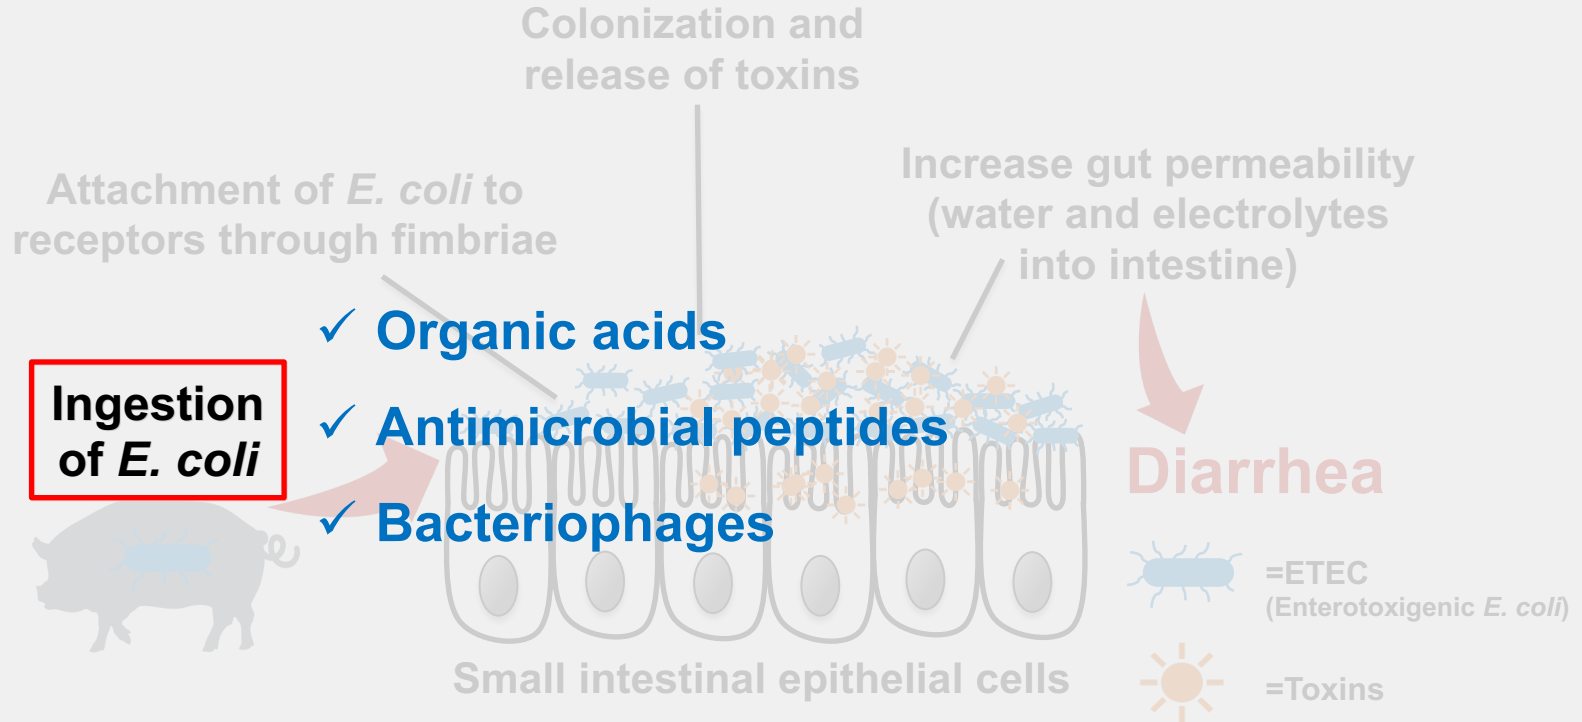 Colonization and
release of toxins
Attachment of E. coli to
receptors through fimbriae
Increase gut permeability
(water and electrolytes
into intestine)
✓ Organic acids
Ingestion
of E. coli
✓ Antimicrobial peptides
✓ Bacteriophages
Diarrhea
=ETEC
(Enterotoxigenic E. coli)
Small intestinal epithelial cells
=Toxins